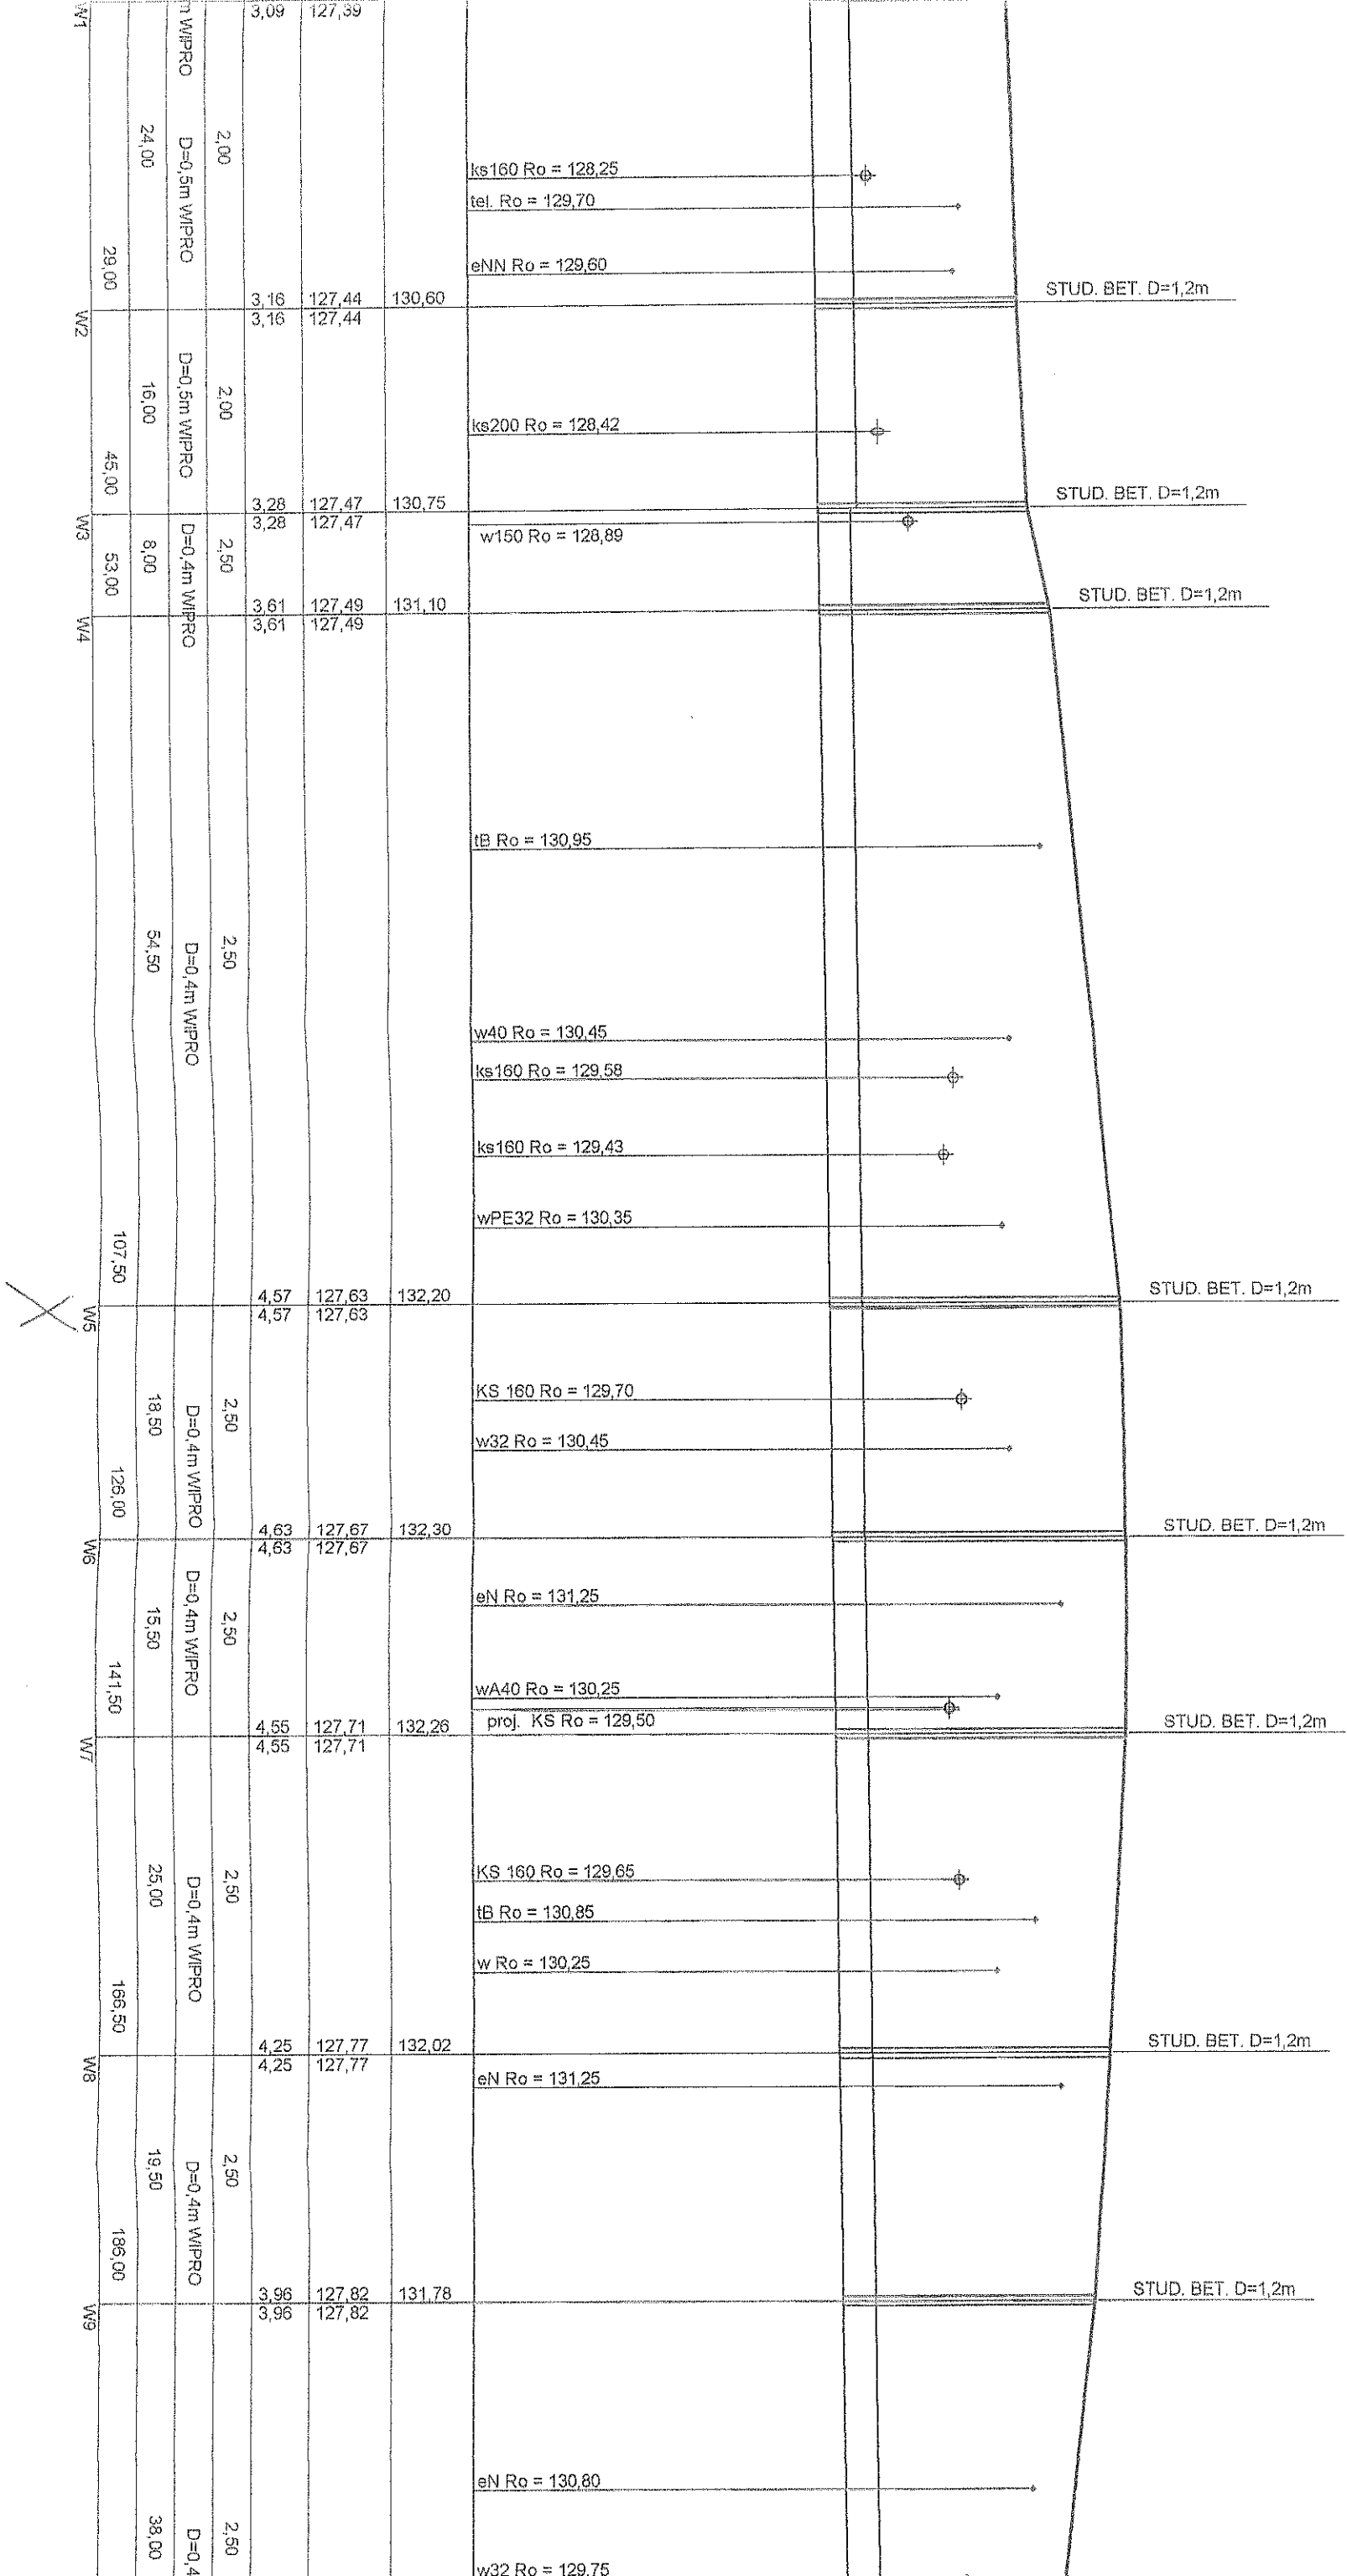 3,09 127,39
W1
m WIPRO
24,00 D=0,5m WIPRO 2,00
ks160 Ro = 128,25
tel. Ro = 129,70
29,00
eNN Ro = 129,60
3,16 127,44 130,60
STUD. BET. D=1,2m
3,16 127,44
W2
16,00 D=0,5m WIPRO 2,00
ks200 Ro = 128,42
45,00
3,28 127,47 130,75
STUD. BET. D=1,2m
3,28 127,47
W3
w150 Ro = 128,89
53,00 8,00 D=0,4m WIPRO 2,50
3,61 127,49 131,10
STUD. BET. D=1,2m
3,61 127,49
W4
tB Ro = 130,95
54,50 D=0,4m WIPRO 2,50
w40 Ro = 130,45
ks160 Ro = 129,58
ks160 Ro = 129,43
wPE32 Ro = 130,35
107,50
4,57 127,63 132,20
STUD. BET. D=1,2m
4,57 127,63
W5
KS 160 Ro = 129,70
18,50 D=0,4m WIPRO 2,50
w32 Ro = 130,45
126,00
4,63 127,67 132,30
STUD. BET. D=1,2m
4,63 127,67
W6
eN Ro = 131,25
15,50 D=0,4m WIPRO 2,50
141,50
wA40 Ro = 130,25
proj. KS Ro = 129,50
4,55 127,71 132,26
STUD. BET. D=1,2m
4,55 127,71
W7
KS 160 Ro = 129,65
25,00 D=0,4m WIPRO 2,50
tB Ro = 130,85
w Ro = 130,25
166,50
4,25 127,77 132,02
STUD. BET. D=1,2m
4,25 127,77
W8
eN Ro = 131,25
19,50 D=0,4m WIPRO 2,50
186,00
3,96 127,82 131,78
STUD. BET. D=1,2m
3,96 127,82
W9
eN Ro = 130,80
38,00 D=0,4 2,50
w32 Ro = 129,75